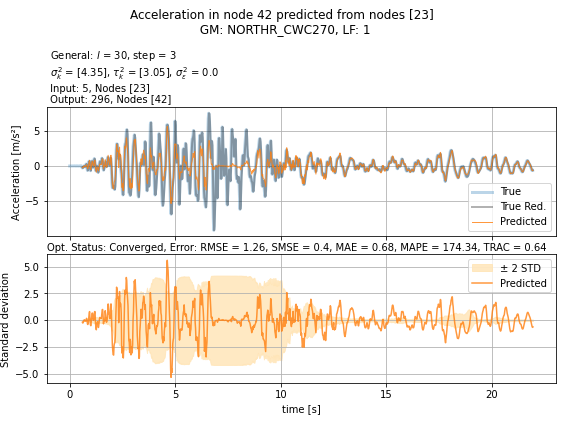 Acceleration in node 42 predicted from nodes [23]
GM: NORTHR_CWC270, LF: 1
General: l = 30, step = 3
σ²ₖ = [4.35], τ²ₖ = [3.05], σ²ε = 0.0
Input: 5, Nodes [23]
Output: 296, Nodes [42]
Acceleration [m/s²]
5
0
−5
True
True Red.
Predicted
Opt. Status: Converged, Error: RMSE = 1.26, SMSE = 0.4, MAE = 0.68, MAPE = 174.34, TRAC = 0.64
Standard deviation
5.0
2.5
0.0
−2.5
−5.0
± 2 STD
Predicted
0 5 10 15 20
time [s]